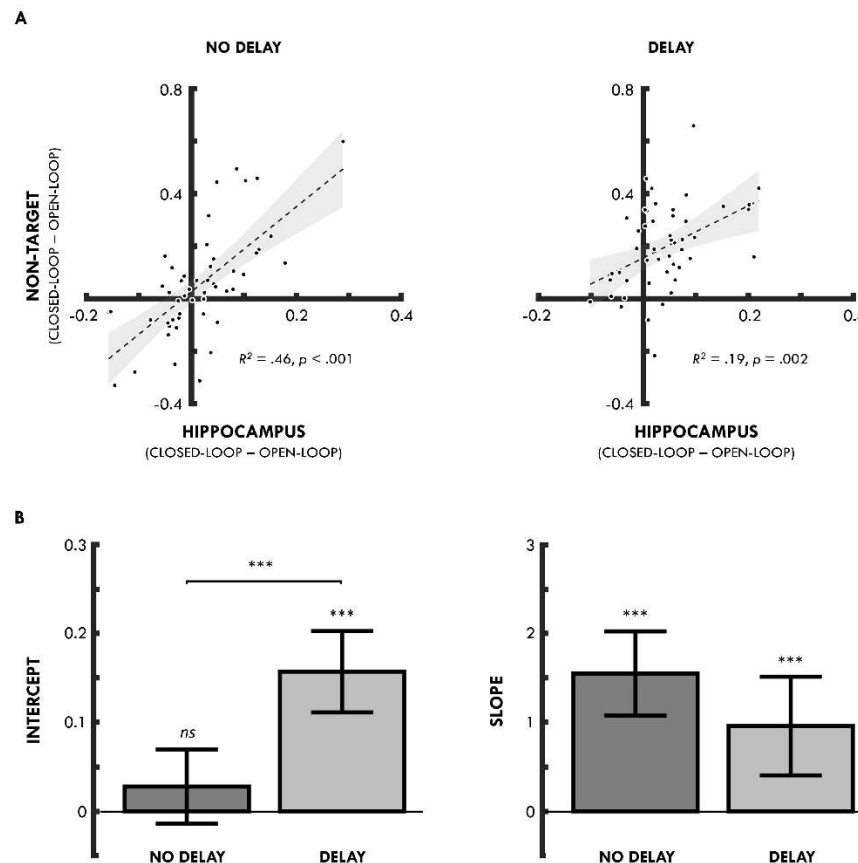 A
NO DELAY
DELAY
0.8
0.4
-0.2
0.2
0.4
-0.4
R² = .46, p < .001
NON-TARGET
(CLOSED-LOOP – OPEN-LOOP)
HIPPOCAMPUS
(CLOSED-LOOP – OPEN-LOOP)
0.8
0.4
-0.2
0.2
0.4
-0.4
R² = .19, p = .002
HIPPOCAMPUS
(CLOSED-LOOP – OPEN-LOOP)
B
0.3
0.2
0.1
0
INTERCEPT
***
ns
***
NO DELAY
DELAY
3
2
1
0
SLOPE
***
***
NO DELAY
DELAY